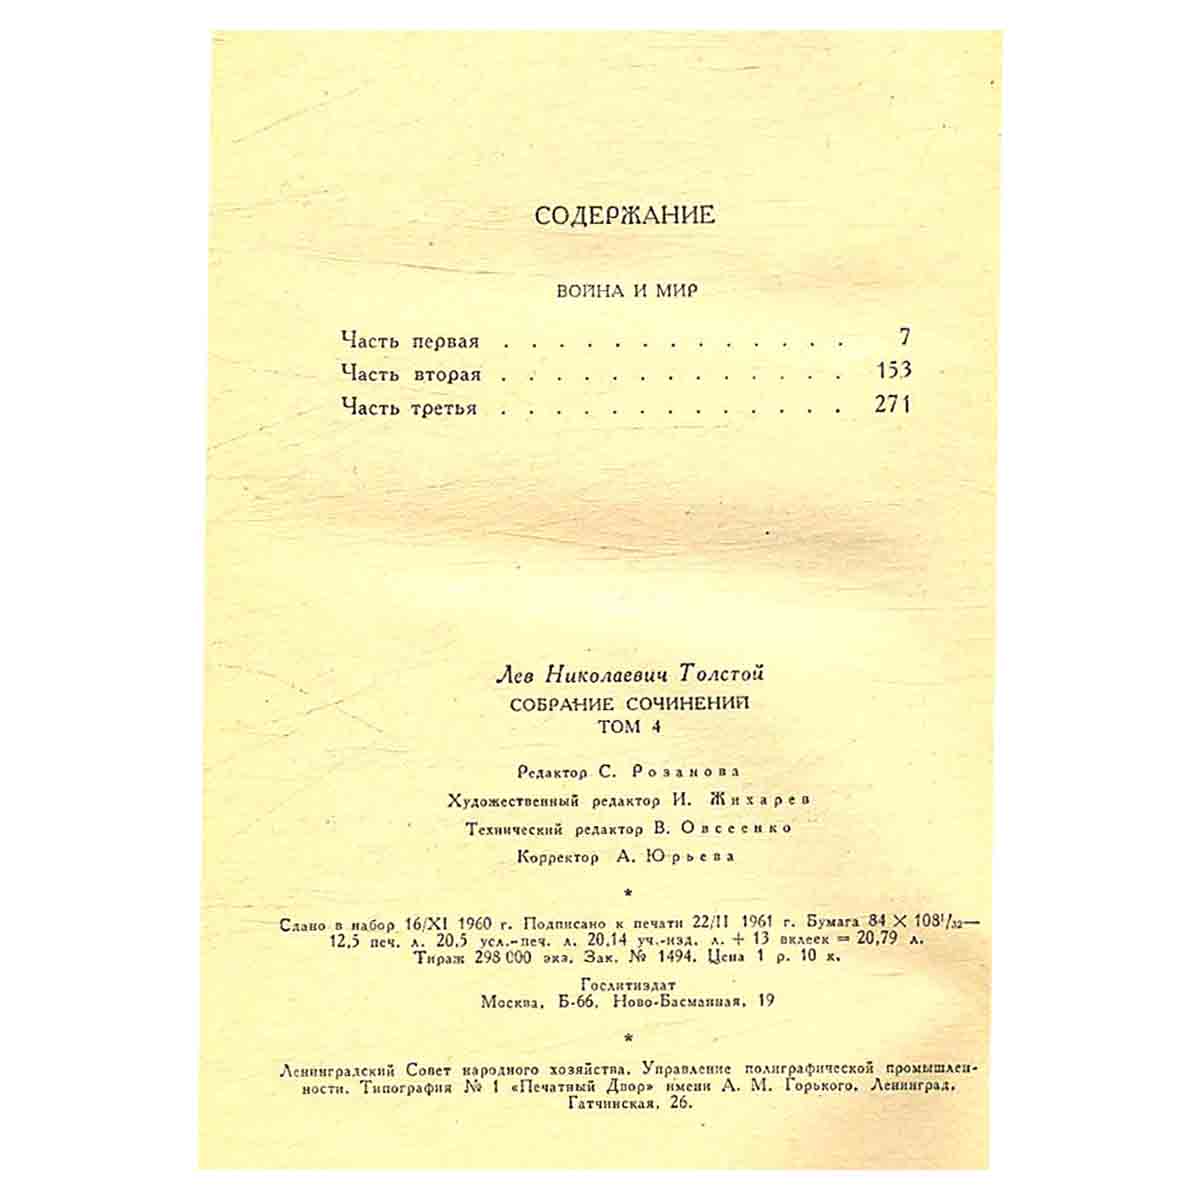 СОДЕРЖАНИЕ
ВОЙНА И МИР
Часть первая . . . . . . . . . . . . . 7
Часть вторая . . . . . . . . . . . . . 153
Часть третья . . . . . . . . . . . . . 271
Лев Николаевич Толстой
СОБРАНИЕ СОЧИНЕНИЙ
ТОМ 4
Редактор С. Розанова
Художественный редактор И. Жихарев
Технический редактор В. Овсеенко
Корректор А. Юрьева
*
Сдано в набор 16/XI 1960 г. Подписано к печати 22/II 1961 г. Бумага 84 × 108¹/₃₂—
12,5 печ. л. 20,5 усл.-печ. л. 20,14 уч.-изд. л. + 13 вклеек = 20,79 л.
Тираж 298 000 экз. Зак. № 1494. Цена 1 р. 10 к.
Гослитиздат
Москва, Б-66, Ново-Басманная, 19
*
Ленинградский Совет народного хозяйства. Управление полиграфической промышлен-
ности. Типография № 1 «Печатный Двор» имени А. М. Горького. Ленинград,
Гатчинская, 26.